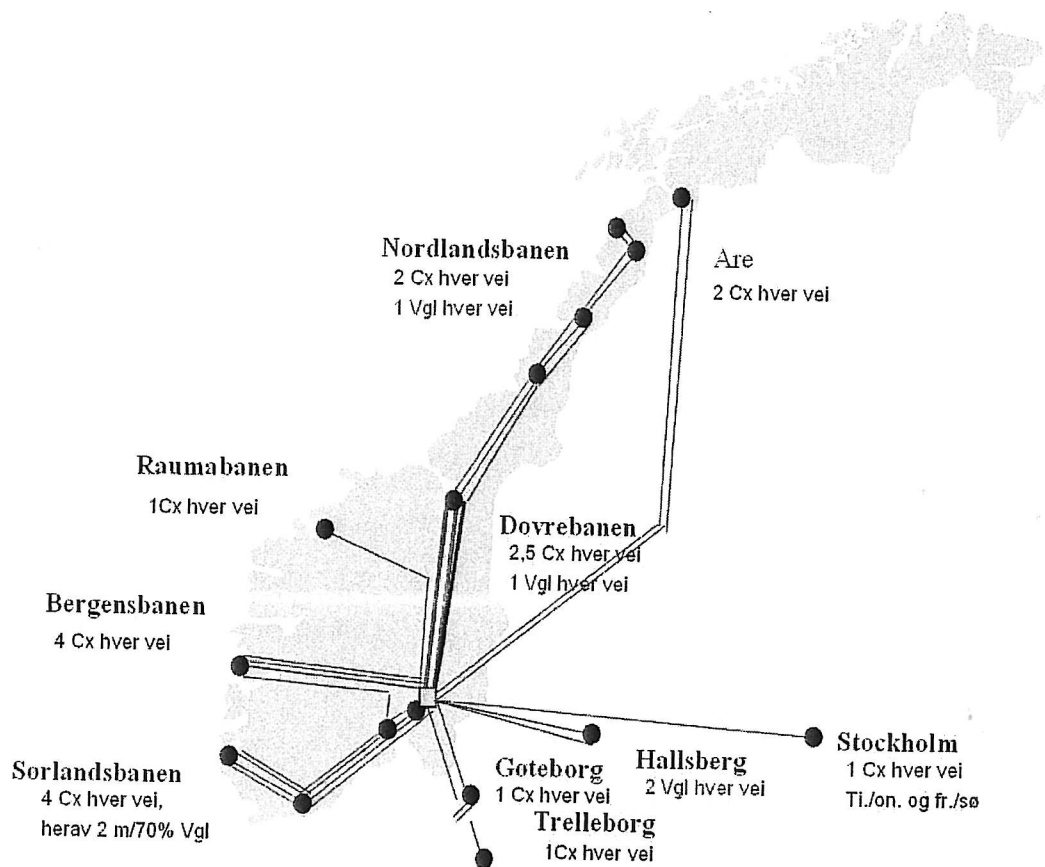 Nordlandsbanen
2 Cx hver vei
1 Vgl hver vei
Are
2 Cx hver vei
Raumabanen
1Cx hver vei
Dovrebanen
2,5 Cx hver vei
1 Vgl hver vei
Bergensbanen
4 Cx hver vei
Sorlandsbanen
4 Cx hver vei,
herav 2 m/70% Vgl
Goteborg
1 Cx hver vei
Hallsberg
2 Vgl hver vei
Stockholm
1 Cx hver vei
Ti./on. og fr./sø
Trelleborg
1Cx hver vei